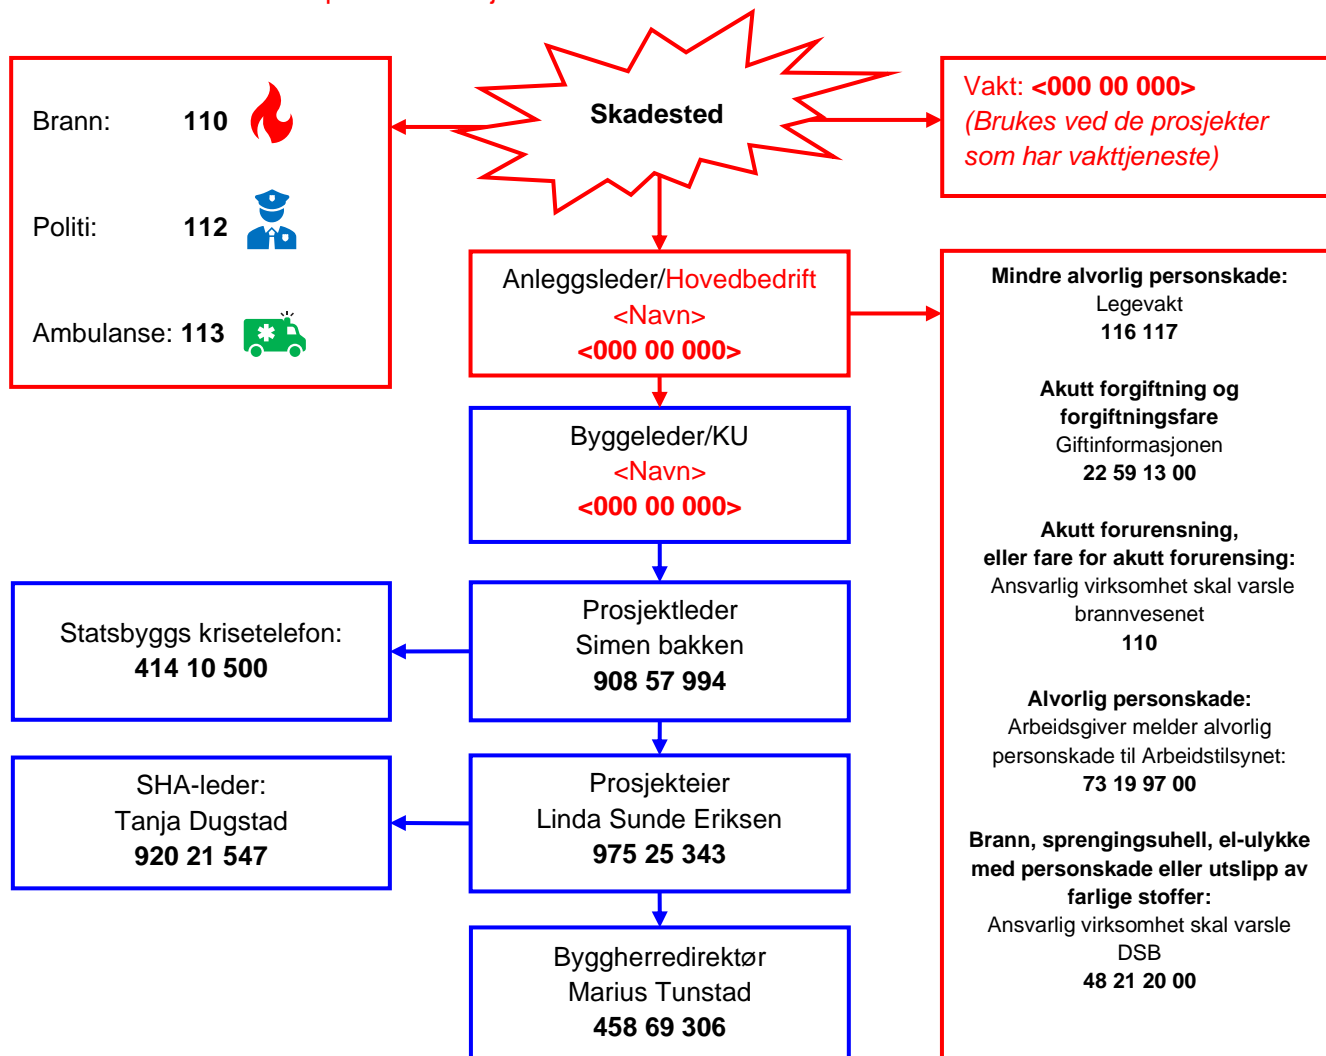 Skadested
Brann: 110
Politi: 112
Ambulanse: 113
Vakt: <000 00 000>
(Brukes ved de prosjekter
som har vakttjeneste)
Anleggsleder/Hovedbedrift
<Navn>
<000 00 000>
Byggeleder/KU
<Navn>
<000 00 000>
Prosjektleder
Simen bakken
908 57 994
Statsbyggs krisetelefon:
414 10 500
Prosjekteier
Linda Sunde Eriksen
975 25 343
SHA-leder:
Tanja Dugstad
920 21 547
Byggherredirektør
Marius Tunstad
458 69 306
Mindre alvorlig personskade:
Legevakt
116 117
Akutt forgiftning og
forgiftningsfare
Giftinformasjonen
22 59 13 00
Akutt forurensning,
eller fare for akutt forurensing:
Ansvarlig virksomhet skal varsle
brannvesenet
110
Alvorlig personskade:
Arbeidsgiver melder alvorlig
personskade til Arbeidstilsynet:
73 19 97 00
Brann, sprengingsuhell, el-ulykke
med personskade eller utslipp av
farlige stoffer:
Ansvarlig virksomhet skal varsle
DSB
48 21 20 00